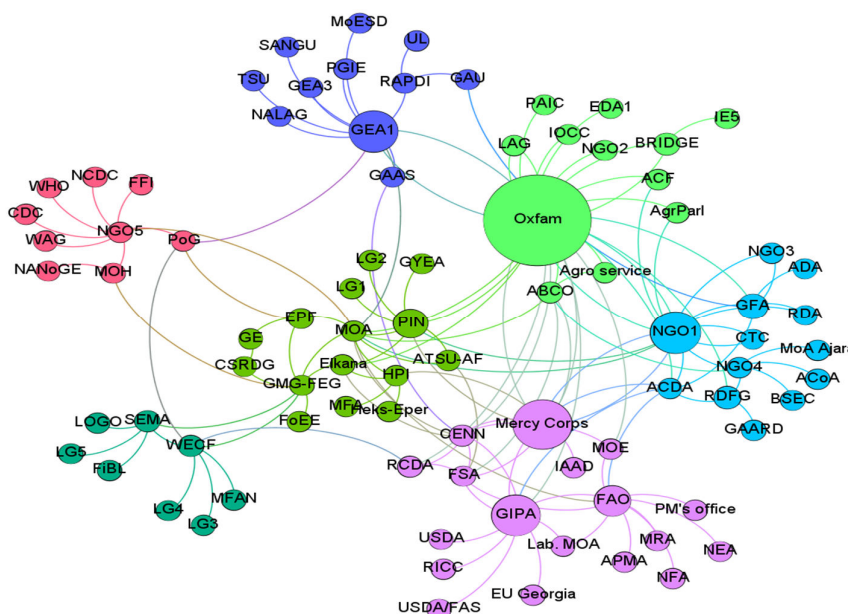 MoESD
UL
SANGU
PGIE
TSU
GEA3
RAPDI
GAU
NALAG
GEA1
PAIC
EDA1
IOCC
LAG
NGO2
BRIDGE
IE5
GAAS
ACF
NCDC
WHO
FFI
Oxfam
AgrParl
CDC
WAG
NGO5
PoG
NANoGE
MOH
LG2
GYEA
Agro service
NGO3
ADA
LG1
ABCO
GFA
RDA
EPF
MOA
PIN
NGO1
CTC
GE
ATSU-AF
MoA Ajara
CSRDG
Elkana
HPI
NGO4
ACoA
GMG-FEG
ACDA
RDFG
BSEC
MFA
Heks-Eper
LOGO
SEMA
FoEE
Mercy Corps
GAARD
CENN
WECF
MOE
LG5
FiBL
RCDA
FSA
IAAD
MFAN
LG4
LG3
GIPA
FAO
PM's office
USDA
Lab. MOA
MRA
NEA
RICC
APMA
NFA
EU Georgia
USDA/FAS